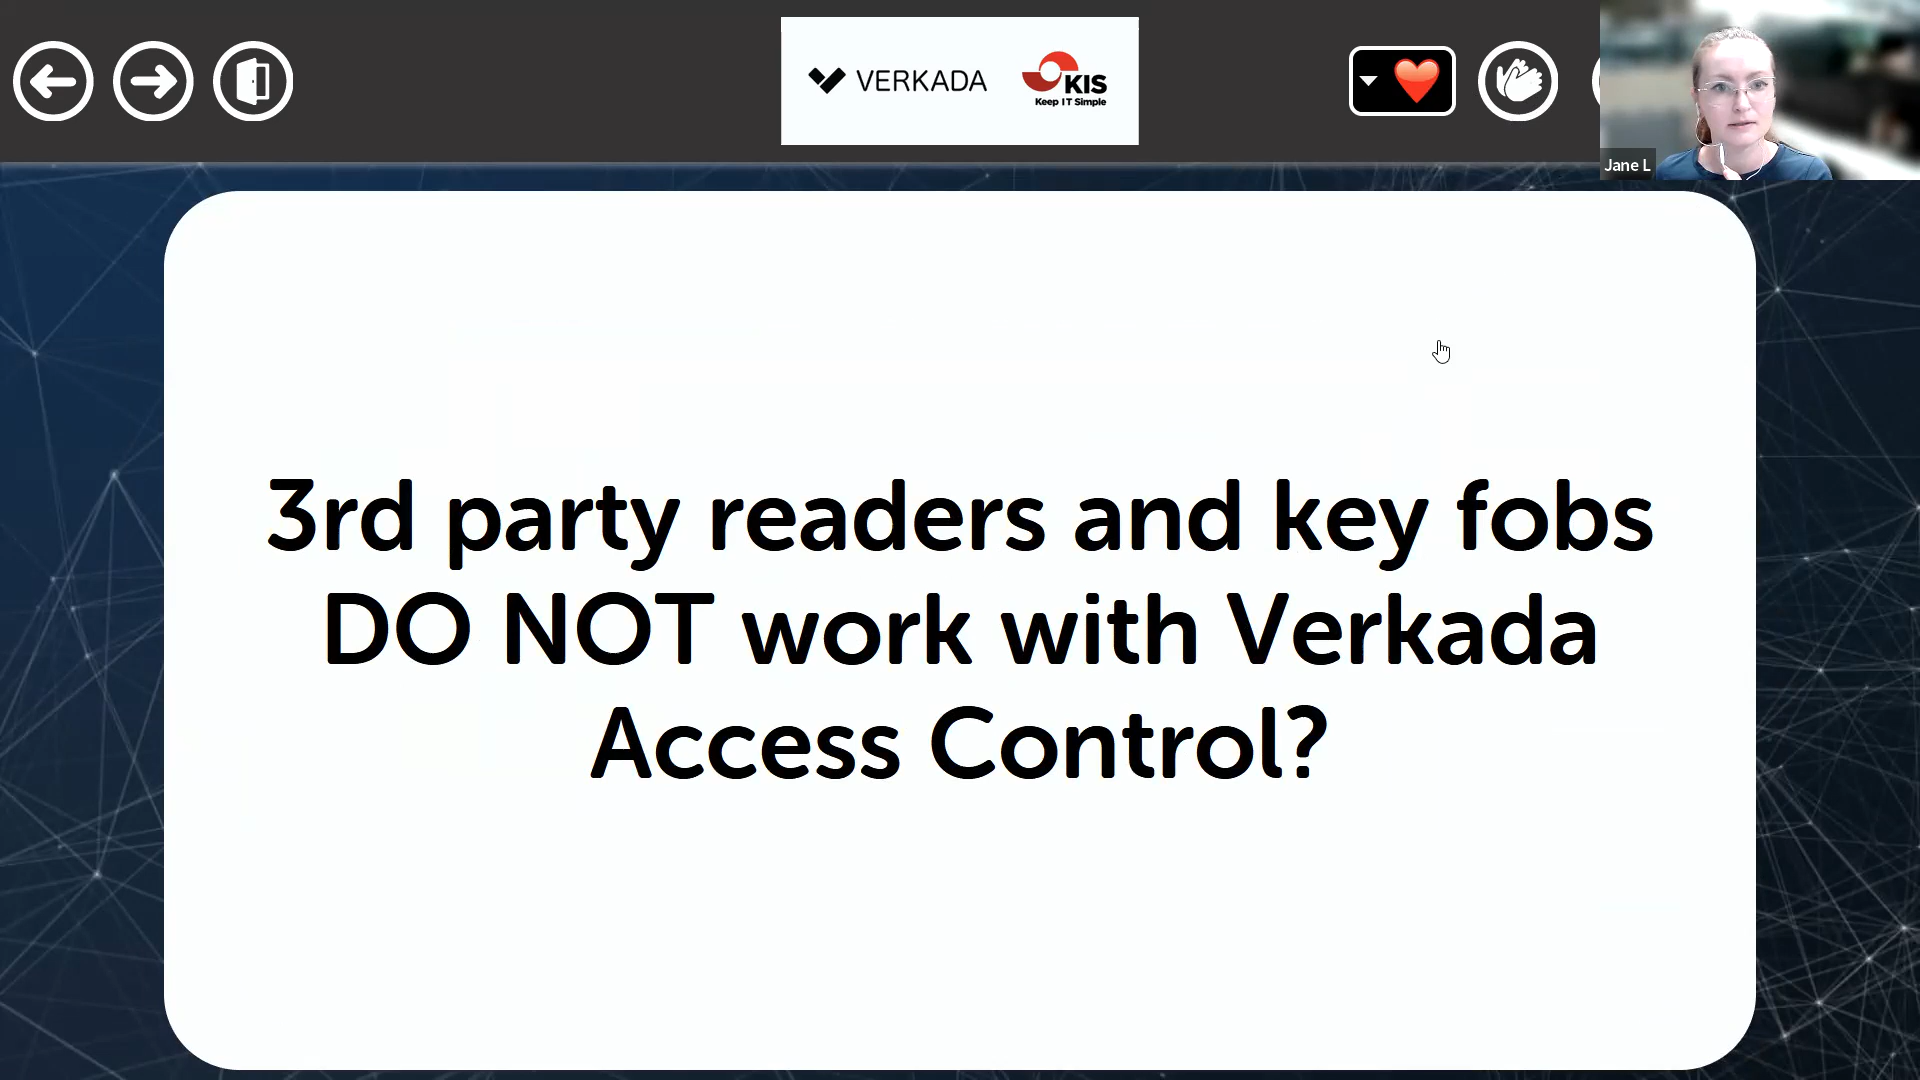 VERKADA
KIS
Keep IT Simple
Jane L
3rd party readers and key fobs
DO NOT work with Verkada
Access Control?